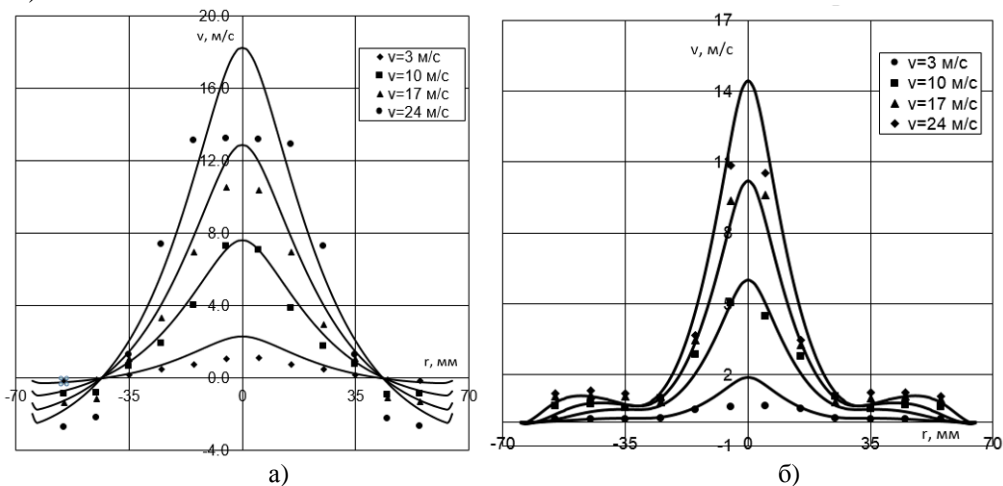 20.0
v, м/с
16.0
12.0
8.0
4.0
0.0
-4.0
-70
-35
0
35
70
r, мм
v=3 м/с
v=10 м/с
v=17 м/с
v=24 м/с
а)
17
v, м/с
14
11
8
5
2
-1
-70
-35
0
35
70
r, мм
v=3 м/с
v=10 м/с
v=17 м/с
v=24 м/с
б)